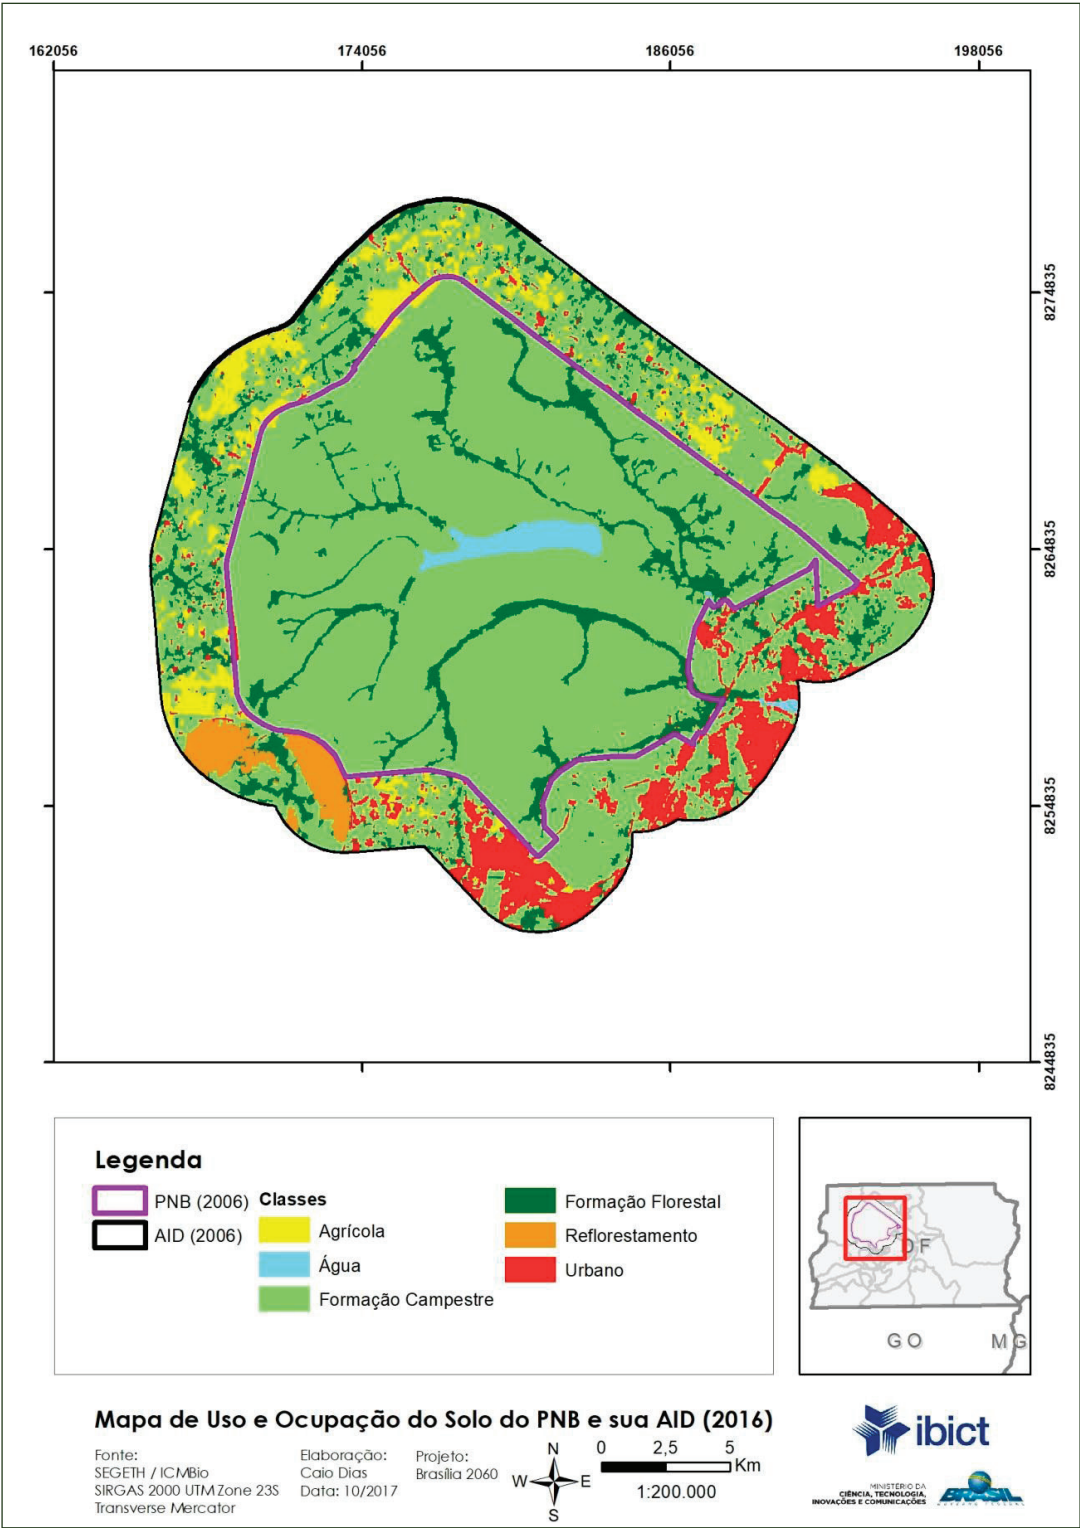 162056 174056 186056 198056
8274835
8264835
8254835
8244835
Legenda
PNB (2006)
AID (2006)
Classes
Agrícola
Água
Formação Campestre
Formação Florestal
Reflorestamento
Urbano
DF
GO
MG
Mapa de Uso e Ocupação do Solo do PNB e sua AID (2016)
Fonte:
SEGETH / ICMBio
SIRGAS 2000 UTM Zone 23S
Transverse Mercator
Elaboração:
Caio Dias
Data: 10/2017
Projeto:
Brasília 2060
N
W E
S
0 2,5 5
Km
1:200.000
ibict
MINISTÉRIO DA
CIÊNCIA, TECNOLOGIA,
INOVAÇÕES E COMUNICAÇÕES
BRASIL